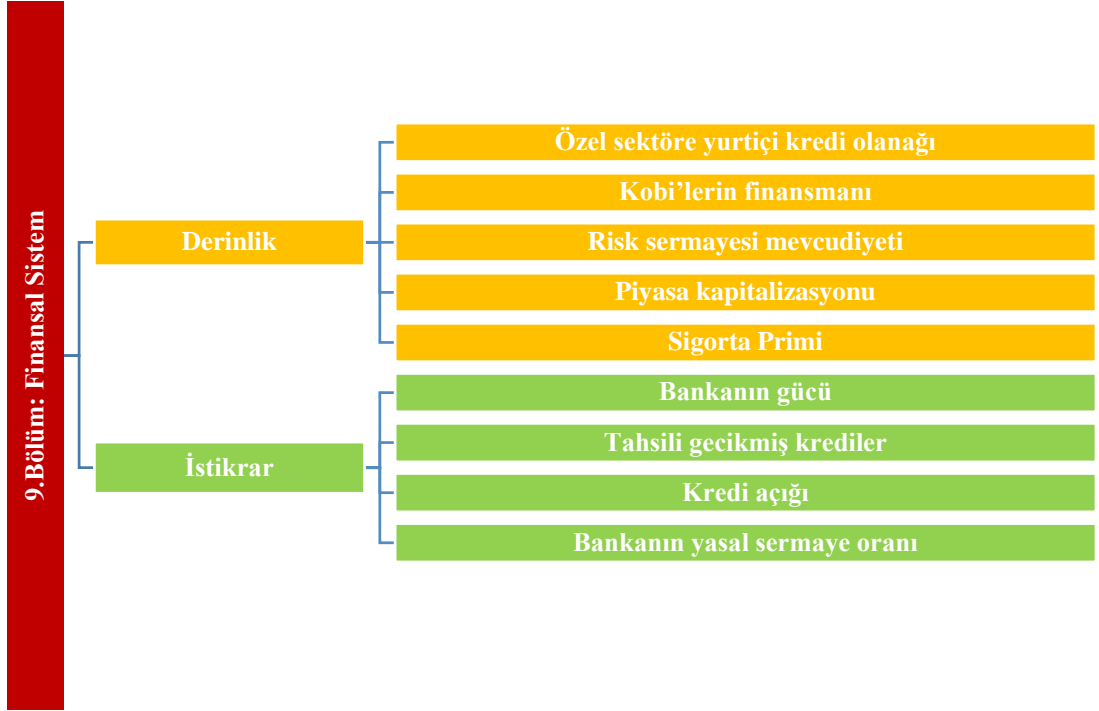 9.Bölüm: Finansal Sistem
Derinlik
Özel sektöre yurtiçi kredi olanağı
Kobi’lerin finansmanı
Risk sermayesi mevcudiyeti
Piyasa kapitalizasyonu
Sigorta Primi
İstikrar
Bankanın gücü
Tahsili gecikmiş krediler
Kredi açığı
Bankanın yasal sermaye oranı